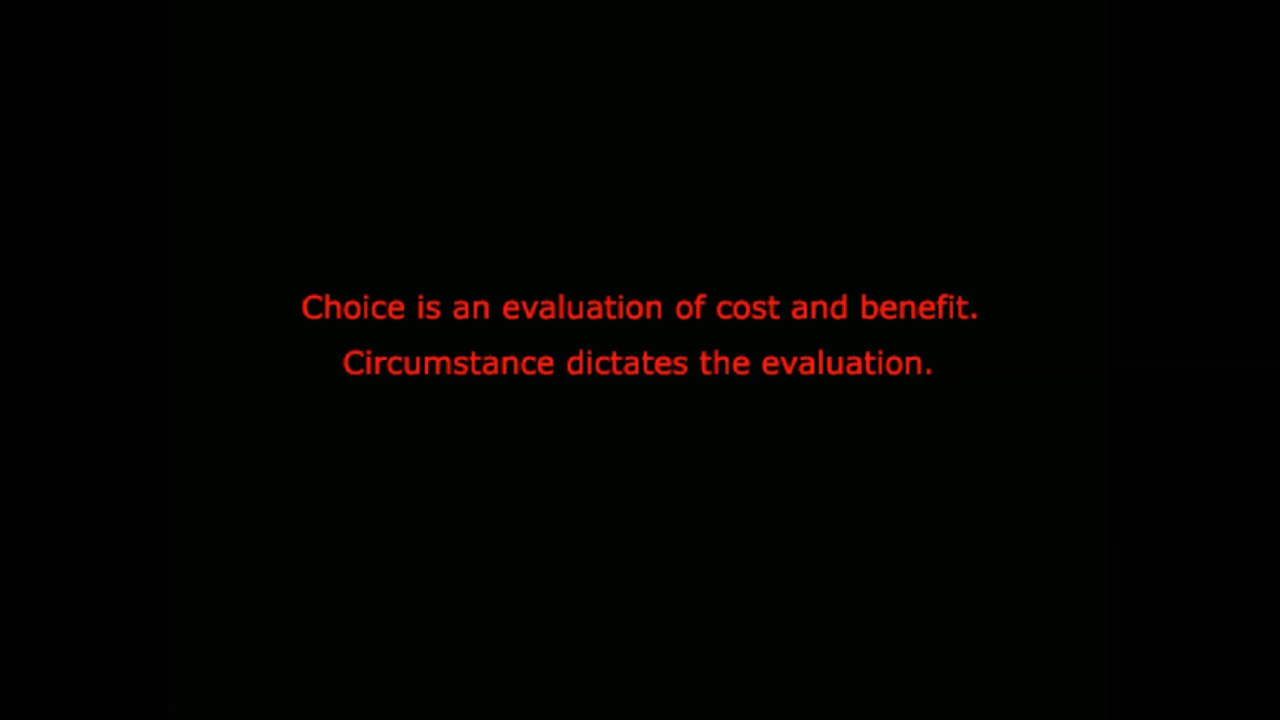 Choice is an evaluation of cost and benefit.
Circumstance dictates the evaluation.